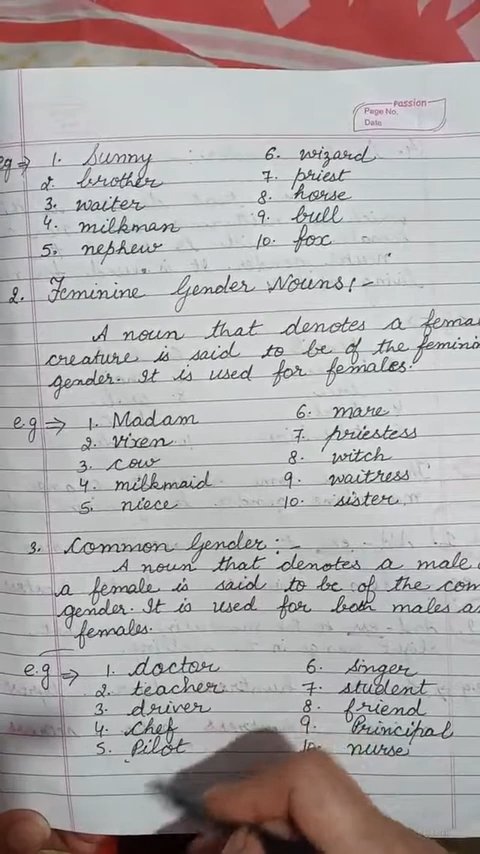 Passion
Page No.
Date
eg ⇒ 1. Sunny 6. wizard
2. brother 7. priest
3. waiter 8. horse
4. milkman 9. bull
5. nephew 10. fox
2. Feminine Gender Nouns:-
A noun that denotes a fema
creature is said to be of the femini
gender. It is used for females.
e.g ⇒ 1. Madam 6. mare
2. vixen 7. priestess
3. cow 8. witch
4. milkmaid 9. waitress
5. niece 10. sister
3. Common Gender:-
A noun that denotes a male
a female is said to be of the com
gender. It is used for both males a
females.
e.g ⇒ 1. doctor 6. singer
2. teacher 7. student
3. driver 8. friend
4. chef 9. Principal
5. Pilot 10. nurse